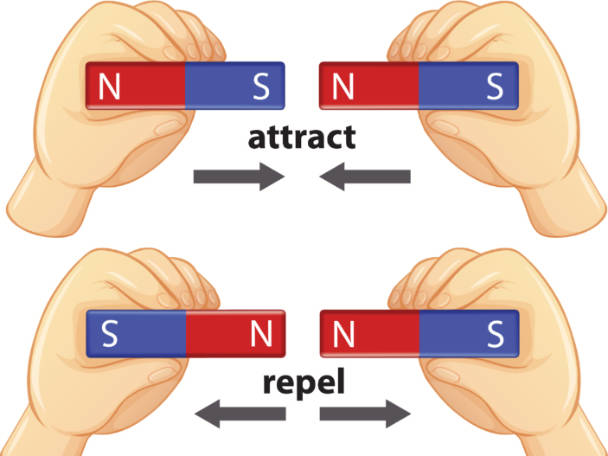 N S N S
attract
S N N S
repel